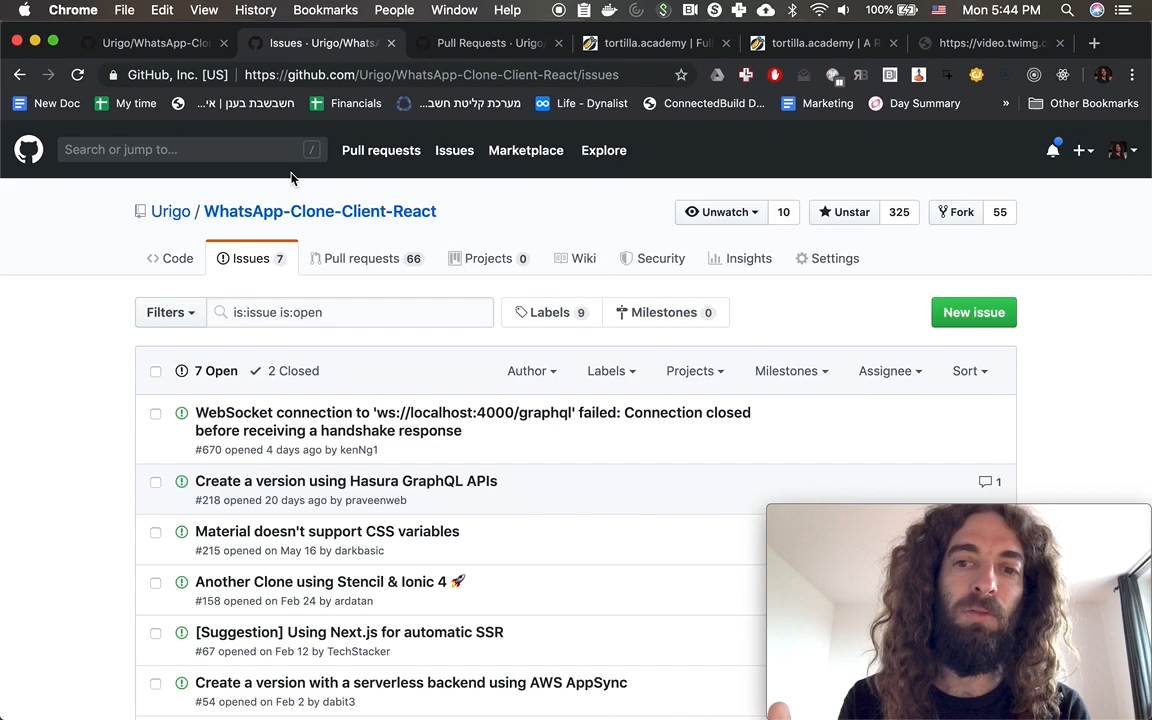 Chrome File Edit View History Bookmarks People Window Help 100% Mon 5:44 PM
Urigo/WhatsApp-Clo Issues · Urigo/Whats Pull Requests · Urigo/ tortilla.academy | Full tortilla.academy | A R https://video.twimg.c
GitHub, Inc. [US] https://github.com/Urigo/WhatsApp-Clone-Client-React/issues
New Doc My time חשבשבת בענן | אי... Financials מערכת קליטת חשב... Life - Dynalist ConnectedBuild D... Marketing Day Summary » Other Bookmarks
Search or jump to... / Pull requests Issues Marketplace Explore
Urigo / WhatsApp-Clone-Client-React Unwatch 10 Unstar 325 Fork 55
Code Issues 7 Pull requests 66 Projects 0 Wiki Security Insights Settings
Filters is:issue is:open Labels 9 Milestones 0 New issue
7 Open 2 Closed Author Labels Projects Milestones Assignee Sort
WebSocket connection to 'ws://localhost:4000/graphql' failed: Connection closed
before receiving a handshake response
#670 opened 4 days ago by kenNg1
Create a version using Hasura GraphQL APIs 1
#218 opened 20 days ago by praveenweb
Material doesn't support CSS variables
#215 opened on May 16 by darkbasic
Another Clone using Stencil & Ionic 4 🚀
#158 opened on Feb 24 by ardatan
[Suggestion] Using Next.js for automatic SSR
#67 opened on Feb 12 by TechStacker
Create a version with a serverless backend using AWS AppSync
#54 opened on Feb 2 by dabit3